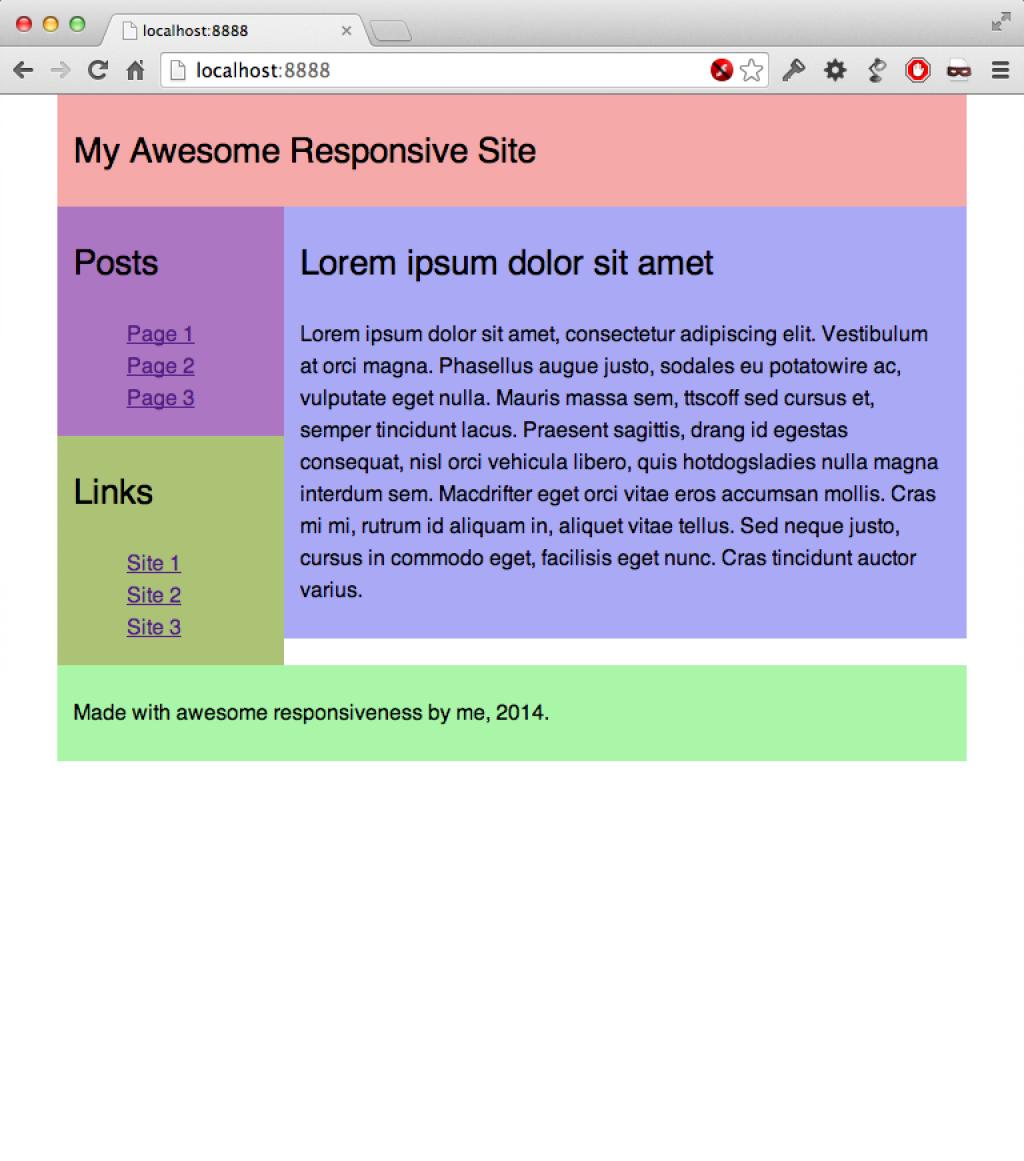 localhost:8888
localhost:8888
My Awesome Responsive Site
Posts
Page 1
Page 2
Page 3
Links
Site 1
Site 2
Site 3
Lorem ipsum dolor sit amet
Lorem ipsum dolor sit amet, consectetur adipiscing elit. Vestibulum
at orci magna. Phasellus augue justo, sodales eu potatowire ac,
vulputate eget nulla. Mauris massa sem, ttscoff sed cursus et,
semper tincidunt lacus. Praesent sagittis, drang id egestas
consequat, nisl orci vehicula libero, quis hotdogsladies nulla magna
interdum sem. Macdrifter eget orci vitae eros accumsan mollis. Cras
mi mi, rutrum id aliquam in, aliquet vitae tellus. Sed neque justo,
cursus in commodo eget, facilisis eget nunc. Cras tincidunt auctor
varius.
Made with awesome responsiveness by me, 2014.